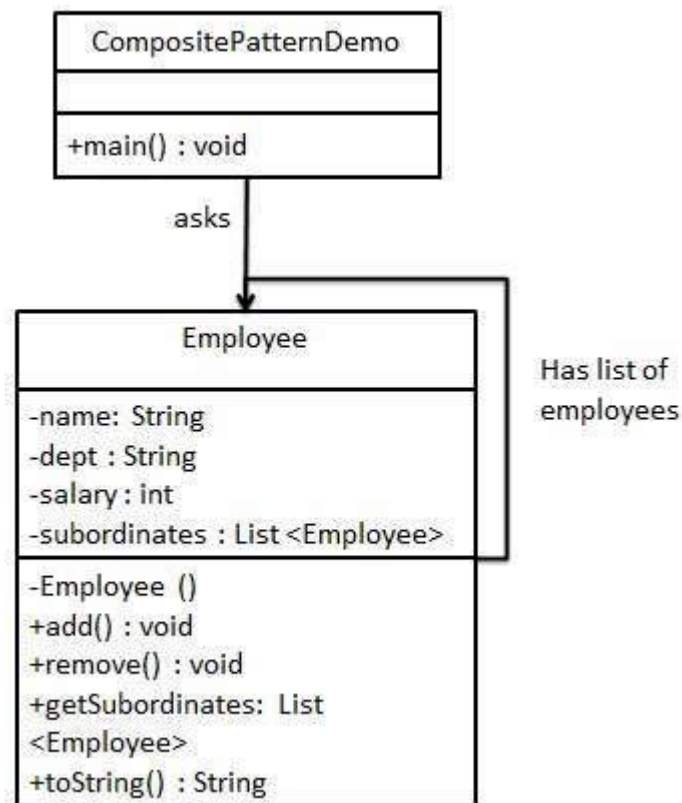 CompositePatternDemo
+main() : void
asks
Employee
Has list of
employees
-name: String
-dept : String
-salary : int
-subordinates : List <Employee>
-Employee ()
+add() : void
+remove() : void
+getSubordinates: List
<Employee>
+toString() : String